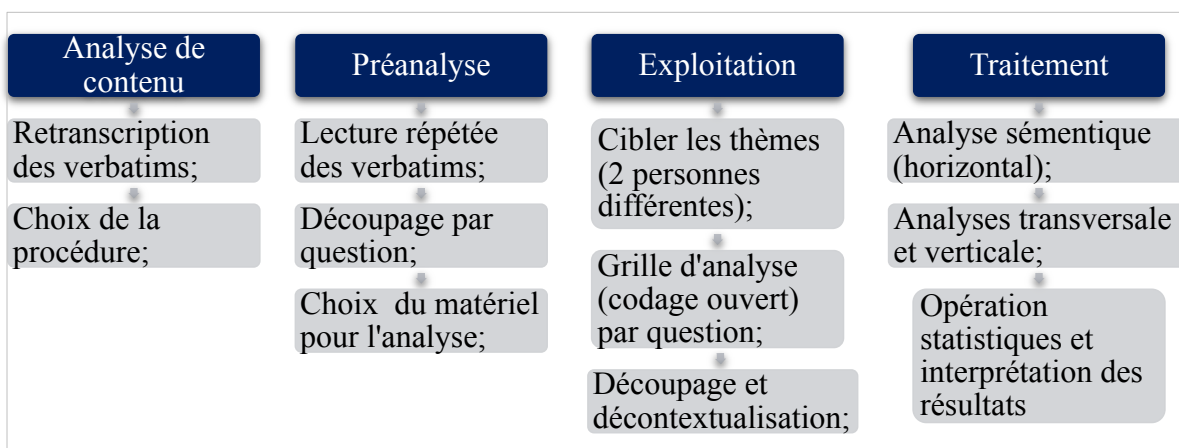 Analyse de
contenu
Retranscription
des verbatims;
Choix de la
procédure;
Préanalyse
Lecture répétée
des verbatims;
Découpage par
question;
Choix du matériel
pour l'analyse;
Exploitation
Cibler les thèmes
(2 personnes
différentes);
Grille d'analyse
(codage ouvert)
par question;
Découpage et
décontextualisation;
Traitement
Analyse sémentique
(horizontal);
Analyses transversale
et verticale;
Opération
statistiques et
interprétation des
résultats